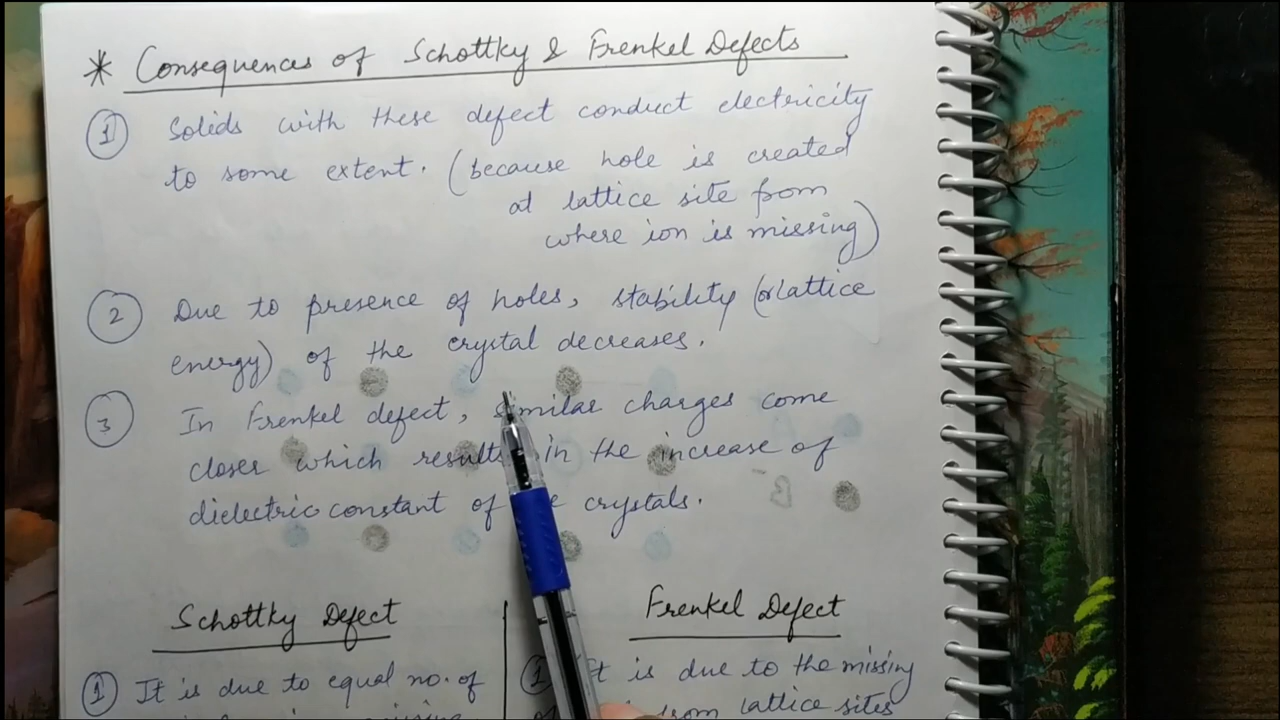 * Consequences of Schottky & Frenkel Defects
① Solids with these defect conduct electricity
to some extent. (because hole is created
at lattice site from
where ion is missing)
② Due to presence of holes, stability (or lattice
energy) of the crystal decreases.
③ In Frenkel defect, similar charges come
closer which results in the increase of
dielectric constant of crystals.
Schottky Defect
① It is due to equal no. of
Frenkel Defect
① It is due to the missing
of from lattice sites